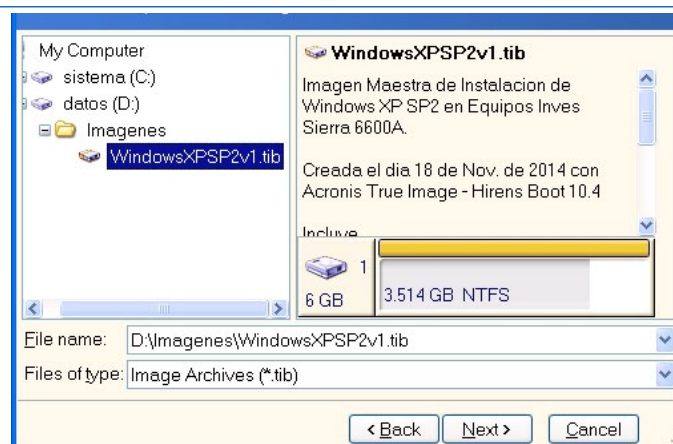 My Computer
sistema (C:)
datos (D:)
Imagenes
WindowsXPSP2v1.tib
WindowsXPSP2v1.tib
Imagen Maestra de Instalacion de
Windows XP SP2 en Equipos Inves
Sierra 6600A.
Creada el dia 18 de Nov. de 2014 con
Acronis True Image - Hirens Boot 10.4
Incluye
1
6 GB
3.514 GB NTFS
File name: D:\Imagenes\WindowsXPSP2v1.tib
Files of type: Image Archives (*.tib)
< Back Next > Cancel